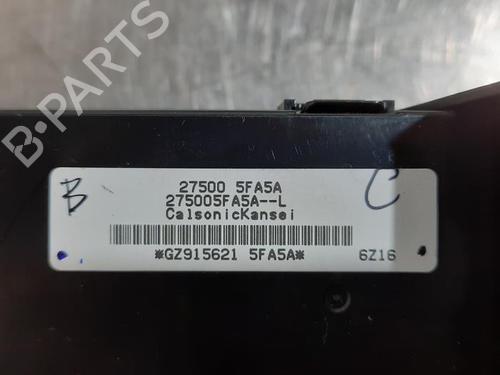 B-PARTS
27500 5FA5A
275005FA5A--L
CalsonicKansei
B
C
*GZ915621 5FA5A*
6Z16